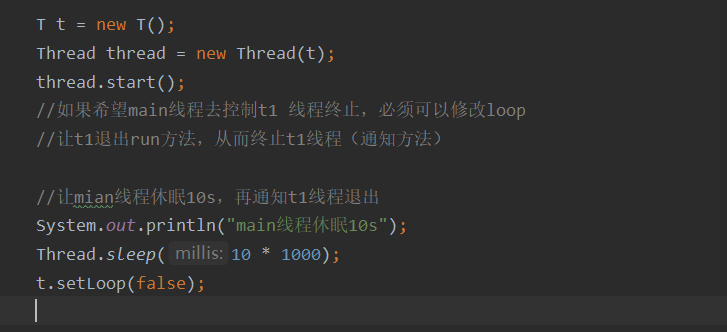 T t = new T();
Thread thread = new Thread(t);
thread.start();
//如果希望main线程去控制t1 线程终止，必须可以修改loop
//让t1退出run方法，从而终止t1线程（通知方法）
//让mian线程休眠10s，再通知t1线程退出
System.out.println("main线程休眠10s");
Thread.sleep( millis: 10 * 1000);
t.setLoop(false);